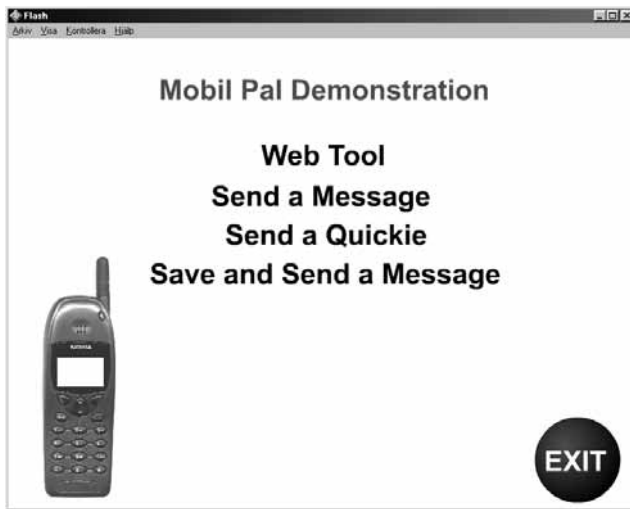 Flash
Arkiv Visa Kontrollera Hjälp
Mobil Pal Demonstration
Web Tool
Send a Message
Send a Quickie
Save and Send a Message
EXIT